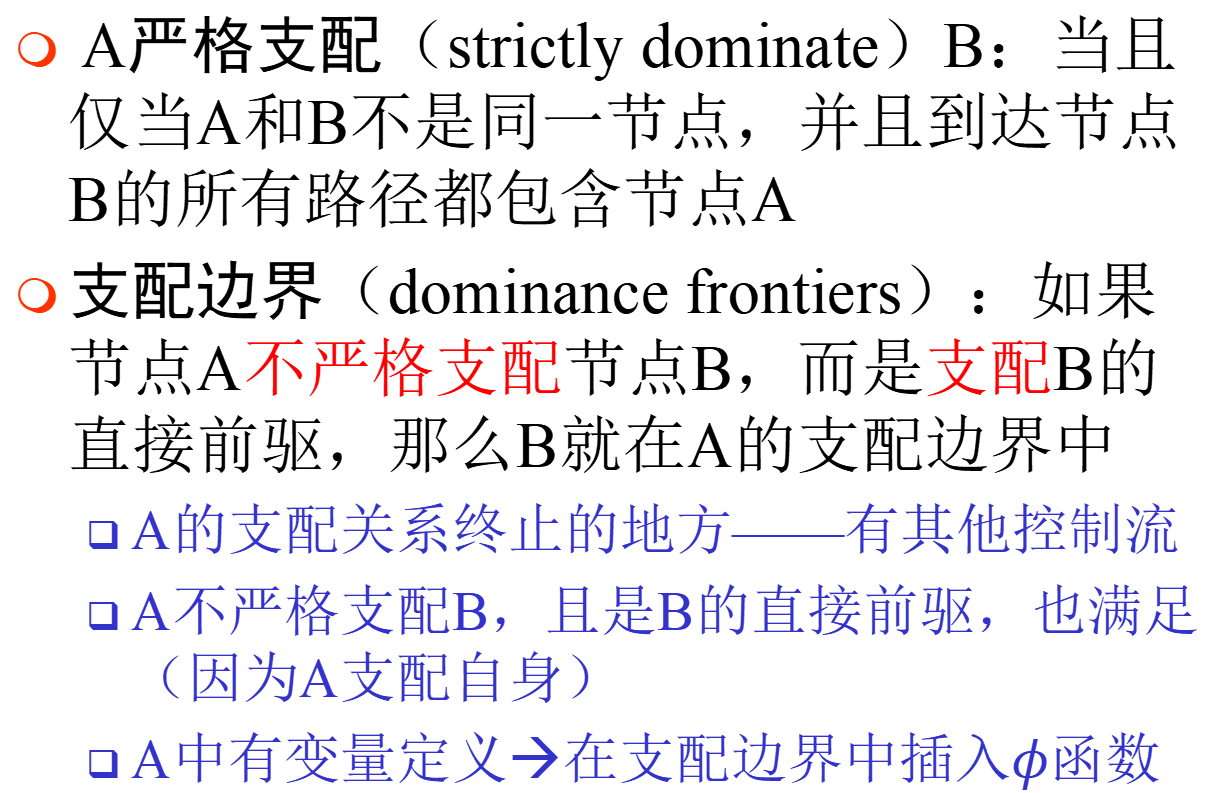 A严格支配（strictly dominate）B：当且
仅当A和B不是同一节点，并且到达节点
B的所有路径都包含节点A
支配边界（dominance frontiers）：如果
节点A不严格支配节点B，而是支配B的
直接前驱，那么B就在A的支配边界中
A的支配关系终止的地方——有其他控制流
A不严格支配B，且是B的直接前驱，也满足
（因为A支配自身）
A中有变量定义→在支配边界中插入ϕ函数